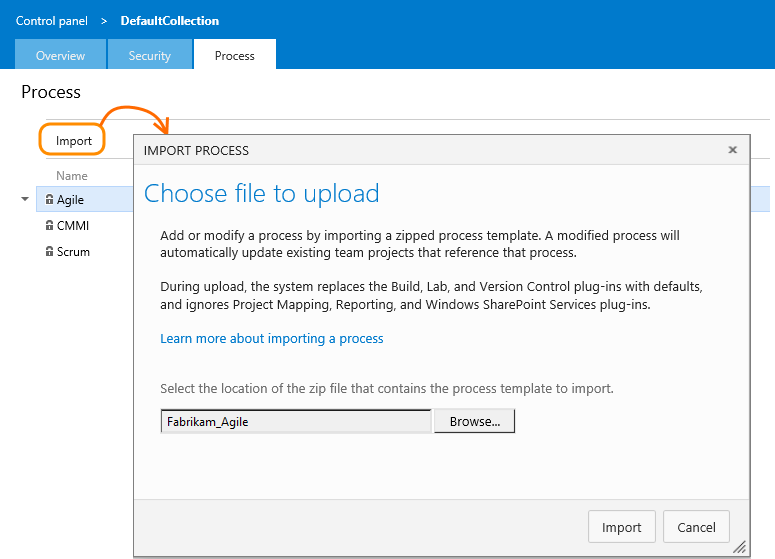 Control panel > DefaultCollection
Overview Security Process
Process
Import
IMPORT PROCESS ×
Name
Choose file to upload
Agile
CMMI
Scrum
Add or modify a process by importing a zipped process template. A modified process will
automatically update existing team projects that reference that process.
During upload, the system replaces the Build, Lab, and Version Control plug-ins with defaults,
and ignores Project Mapping, Reporting, and Windows SharePoint Services plug-ins.
Learn more about importing a process
Select the location of the zip file that contains the process template to import.
Fabrikam_Agile Browse...
Import Cancel